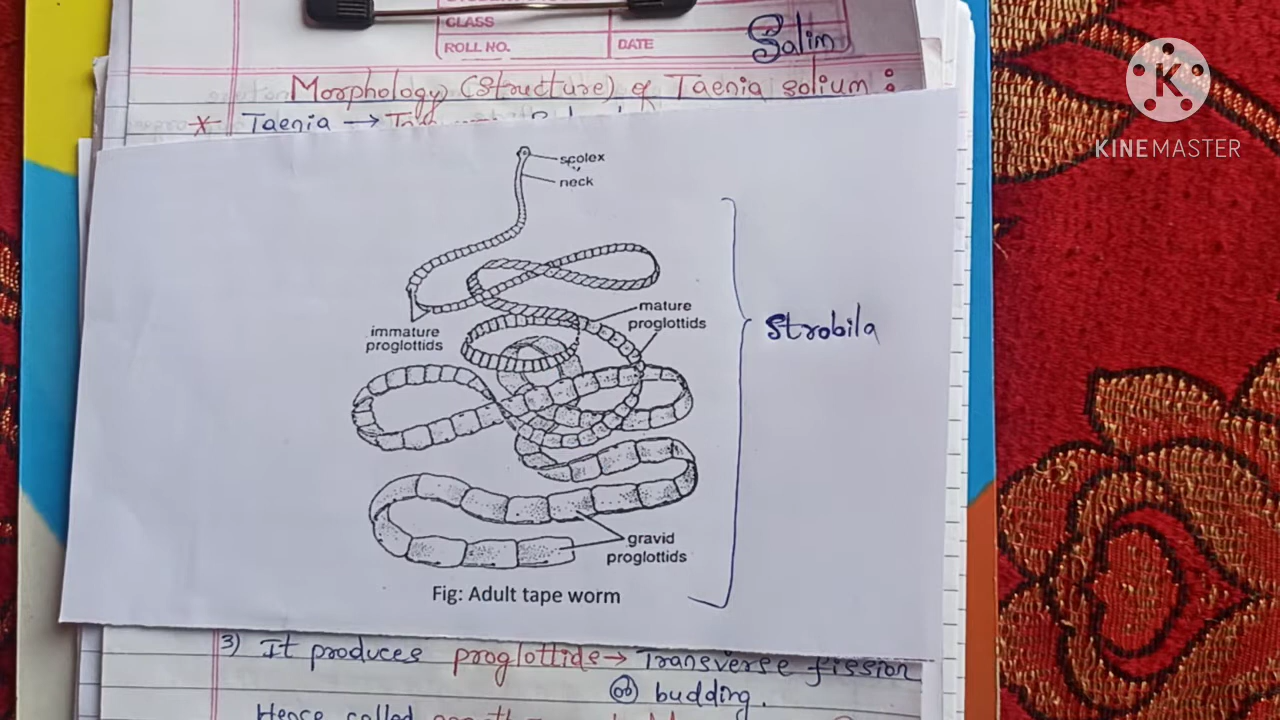 CLASS
ROLL NO.
DATE
Salim
K
KINEMASTER
Morphology (structure) of Taenia solium :
* Taenia →
scolex
neck
immature
proglottids
mature
proglottids
Strobila
gravid
proglottids
Fig: Adult tape worm
3) It produces proglottide → Transverse fission
(or) budding.
Hence called